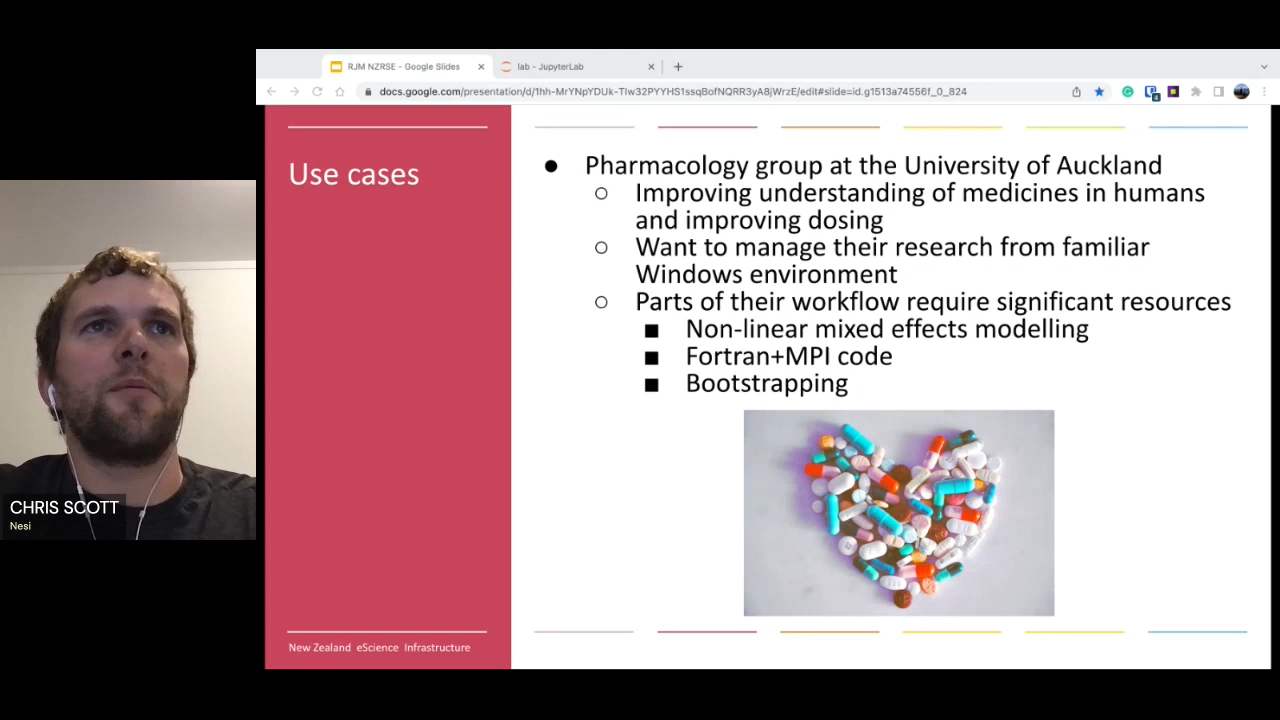 RJM NZRSE - Google Slides
lab - JupyterLab
docs.google.com/presentation/d/1hh-MrYNpYDUk-TIw32PYYHS1ssqBofNQRR3yA8jWrzE/edit#slide=id.g1513a74556f_0_824
Use cases
● Pharmacology group at the University of Auckland
○ Improving understanding of medicines in humans
and improving dosing
○ Want to manage their research from familiar
Windows environment
○ Parts of their workflow require significant resources
■ Non-linear mixed effects modelling
■ Fortran+MPI code
■ Bootstrapping
CHRIS SCOTT
Nesi
New Zealand eScience Infrastructure